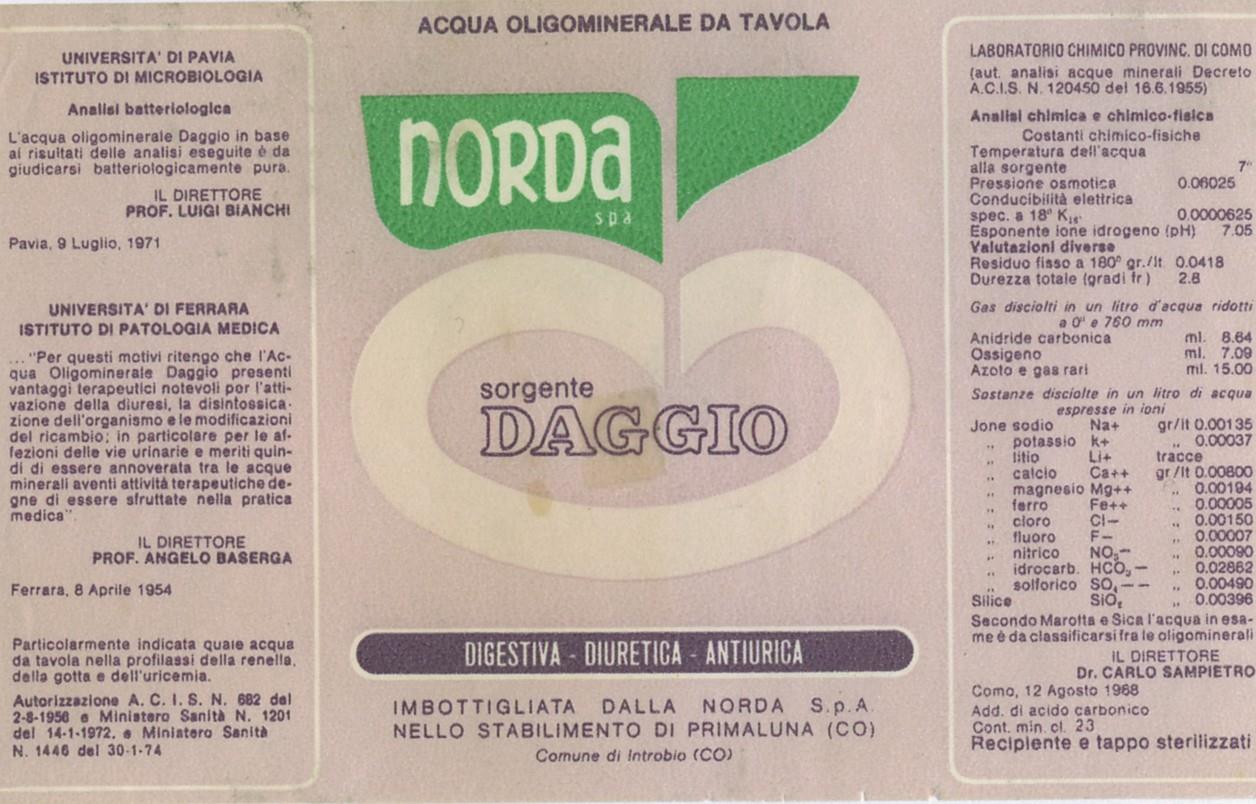 ACQUA OLIGOMINERALE DA TAVOLA
UNIVERSITA' DI PAVIA
ISTITUTO DI MICROBIOLOGIA
Analisi batteriologica
L'acqua oligominerale Daggio in base
ai risultati delle analisi eseguite è da
giudicarsi batteriologicamente pura.
IL DIRETTORE
PROF. LUIGI BIANCHI
Pavia, 9 Luglio, 1971
UNIVERSITA' DI FERRARA
ISTITUTO DI PATOLOGIA MEDICA
... "Per questi motivi ritengo che l'Ac-
qua Oligominerale Daggio presenti
vantaggi terapeutici notevoli per l'atti-
vazione della diuresi, la disintossica-
zione dell'organismo e le modificazioni
del ricambio; in particolare per le af-
fezioni delle vie urinarie e meriti quin-
di di essere annoverata tra le acque
minerali aventi attività terapeutiche de-
gne di essere sfruttate nella pratica
medica".
IL DIRETTORE
PROF. ANGELO BASERGA
Ferrara, 8 Aprile 1954
Particolarmente indicata quale acqua
da tavola nella profilassi della renella,
della gotta e dell'uricemia.
Autorizzazione A. C. I. S. N. 682 del
2-8-1956 e Ministero Sanità N. 1201
del 14-1-1972, e Ministero Sanità
N. 1446 del 30-1-74
NORDA
spa
sorgente
DAGGIO
DIGESTIVA - DIURETICA - ANTIURICA
IMBOTTIGLIATA DALLA NORDA S.p.A.
NELLO STABILIMENTO DI PRIMALUNA (CO)
Comune di Introbio (CO)
LABORATORIO CHIMICO PROVINC. DI COMO
(aut. analisi acque minerali Decreto
A.C.I.S. N. 120450 del 16.6.1955)
Analisi chimica e chimico-fisica
Costanti chimico-fisiche
Temperatura dell'acqua
alla sorgente 7°
Pressione osmotica 0.06025
Conducibilità elettrica
spec. a 18° K₁₈. 0.0000625
Esponente ione idrogeno (pH) 7.05
Valutazioni diverse
Residuo fisso a 180° gr./lt. 0.0418
Durezza totale (gradi fr) 2.8
Gas disciolti in un litro d'acqua ridotti
a 0° e 760 mm
Anidride carbonica ml. 8.64
Ossigeno ml. 7.09
Azoto e gas rari ml. 15.00
Sostanze disciolte in un litro di acqua
espresse in ioni
Jone sodio Na+ gr/lt 0.00135
,, potassio k+ ,, 0.00037
,, litio Li+ tracce
,, calcio Ca++ gr/lt 0.00800
,, magnesio Mg++ ,, 0.00194
,, ferro Fe++ ,, 0.00005
,, cloro Cl− ,, 0.00150
,, fluoro F− ,, 0.00007
,, nitrico NO₃− ,, 0.00090
,, idrocarb. HCO₃− ,, 0.02862
,, solforico SO₄−− ,, 0.00490
Silice SiO₂ ,, 0.00396
Secondo Marotta e Sica l'acqua in esa-
me è da classificarsi fra le oligominerali
IL DIRETTORE
Dr. CARLO SAMPIETRO
Como, 12 Agosto 1968
Add. di acido carbonico
Cont. min. cl. 23
Recipiente e tappo sterilizzati